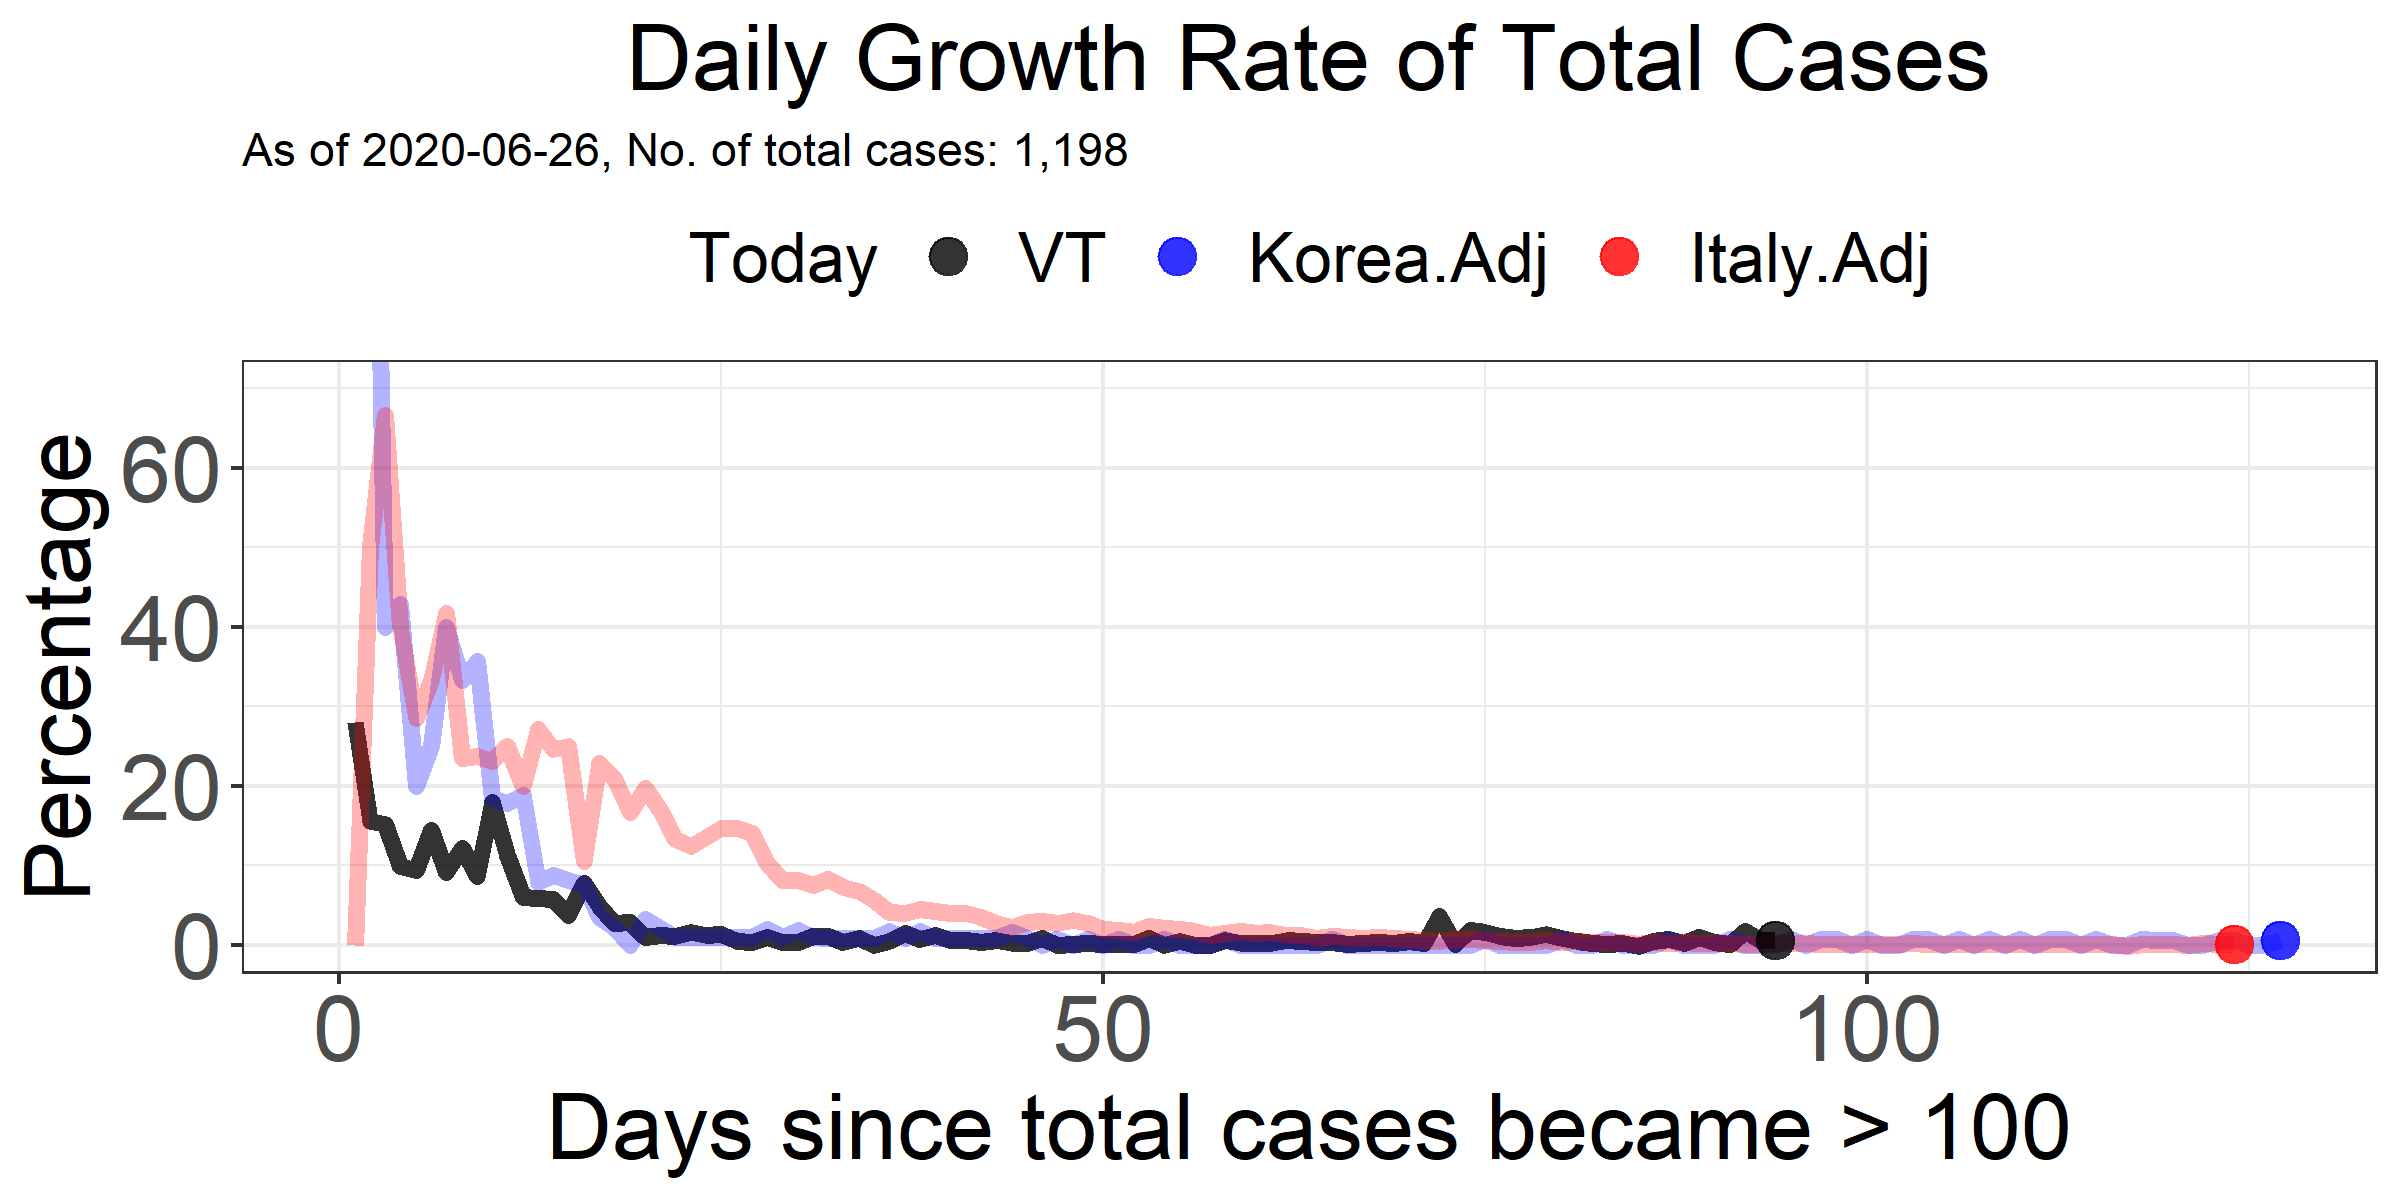 Daily Growth Rate of Total Cases
As of 2020-06-26, No. of total cases: 1,198
Today VT Korea.Adj Italy.Adj
Percentage
60
40
20
0
0 50 100
Days since total cases became > 100